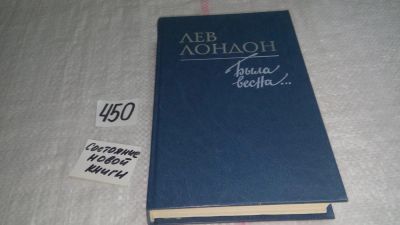 ЛЕВ
ЛОНДОН
Была
весна...
450
СОСТОЯНИЕ
НОВОЙ
КНИГИ